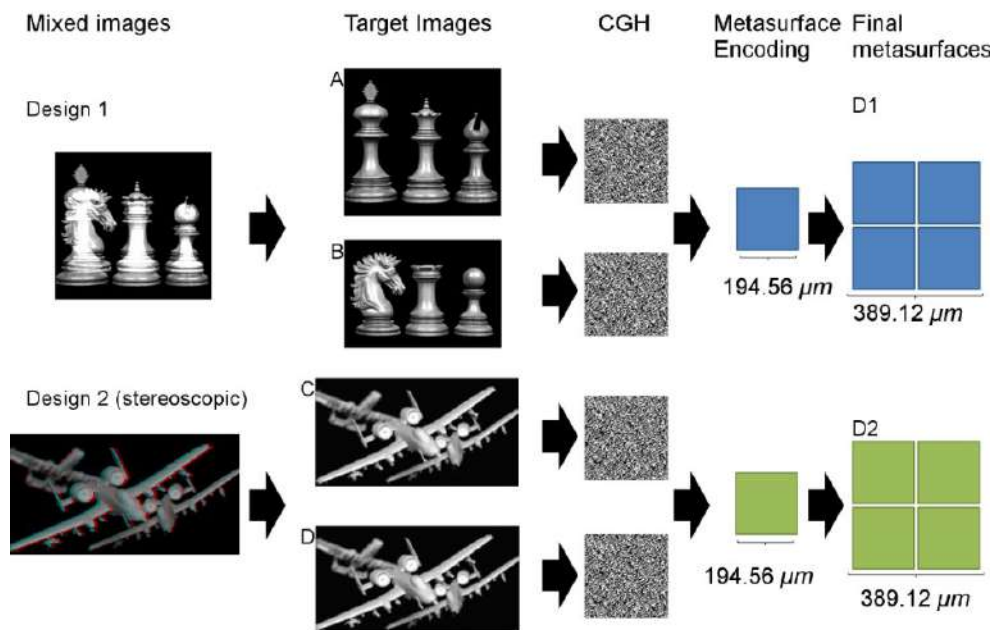 Mixed images
Target Images
CGH
Metasurface
Encoding
Final
metasurfaces
Design 1
A
B
D1
194.56 µm
389.12 µm
Design 2 (stereoscopic)
C
D
D2
194.56 µm
389.12 µm